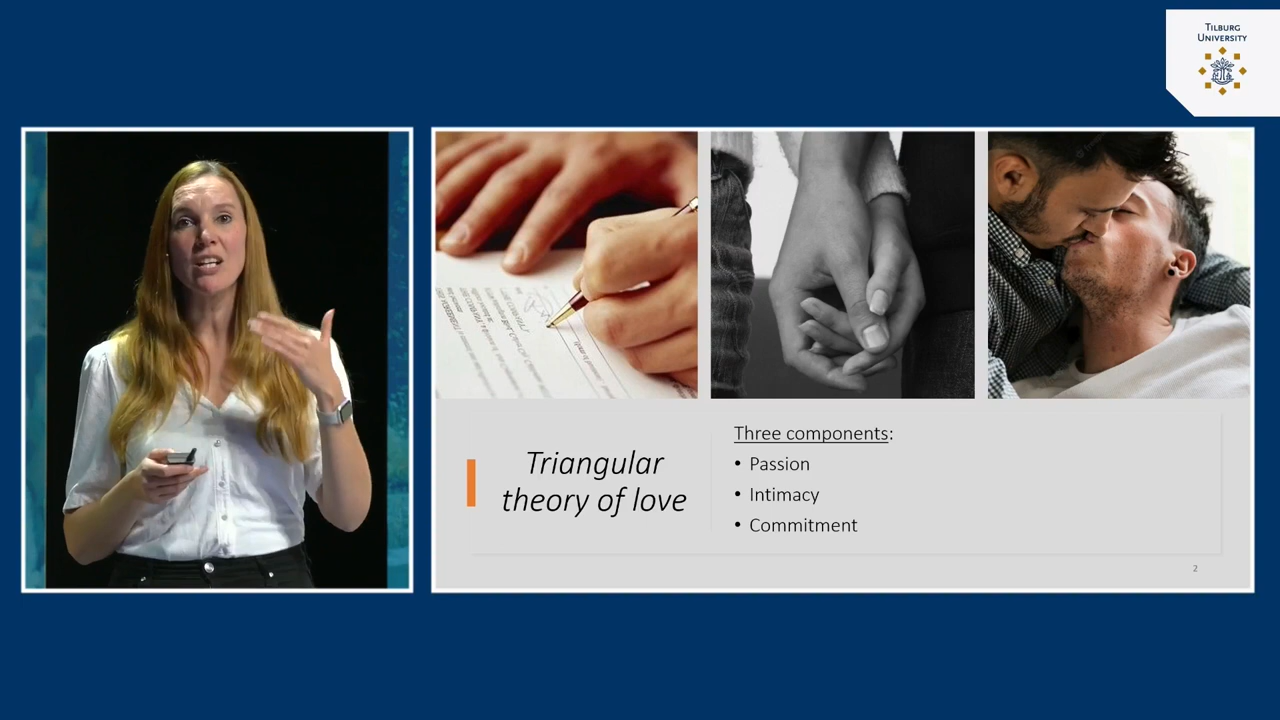 TILBURG
UNIVERSITY
Triangular
theory of love
Three components:
• Passion
• Intimacy
• Commitment
2